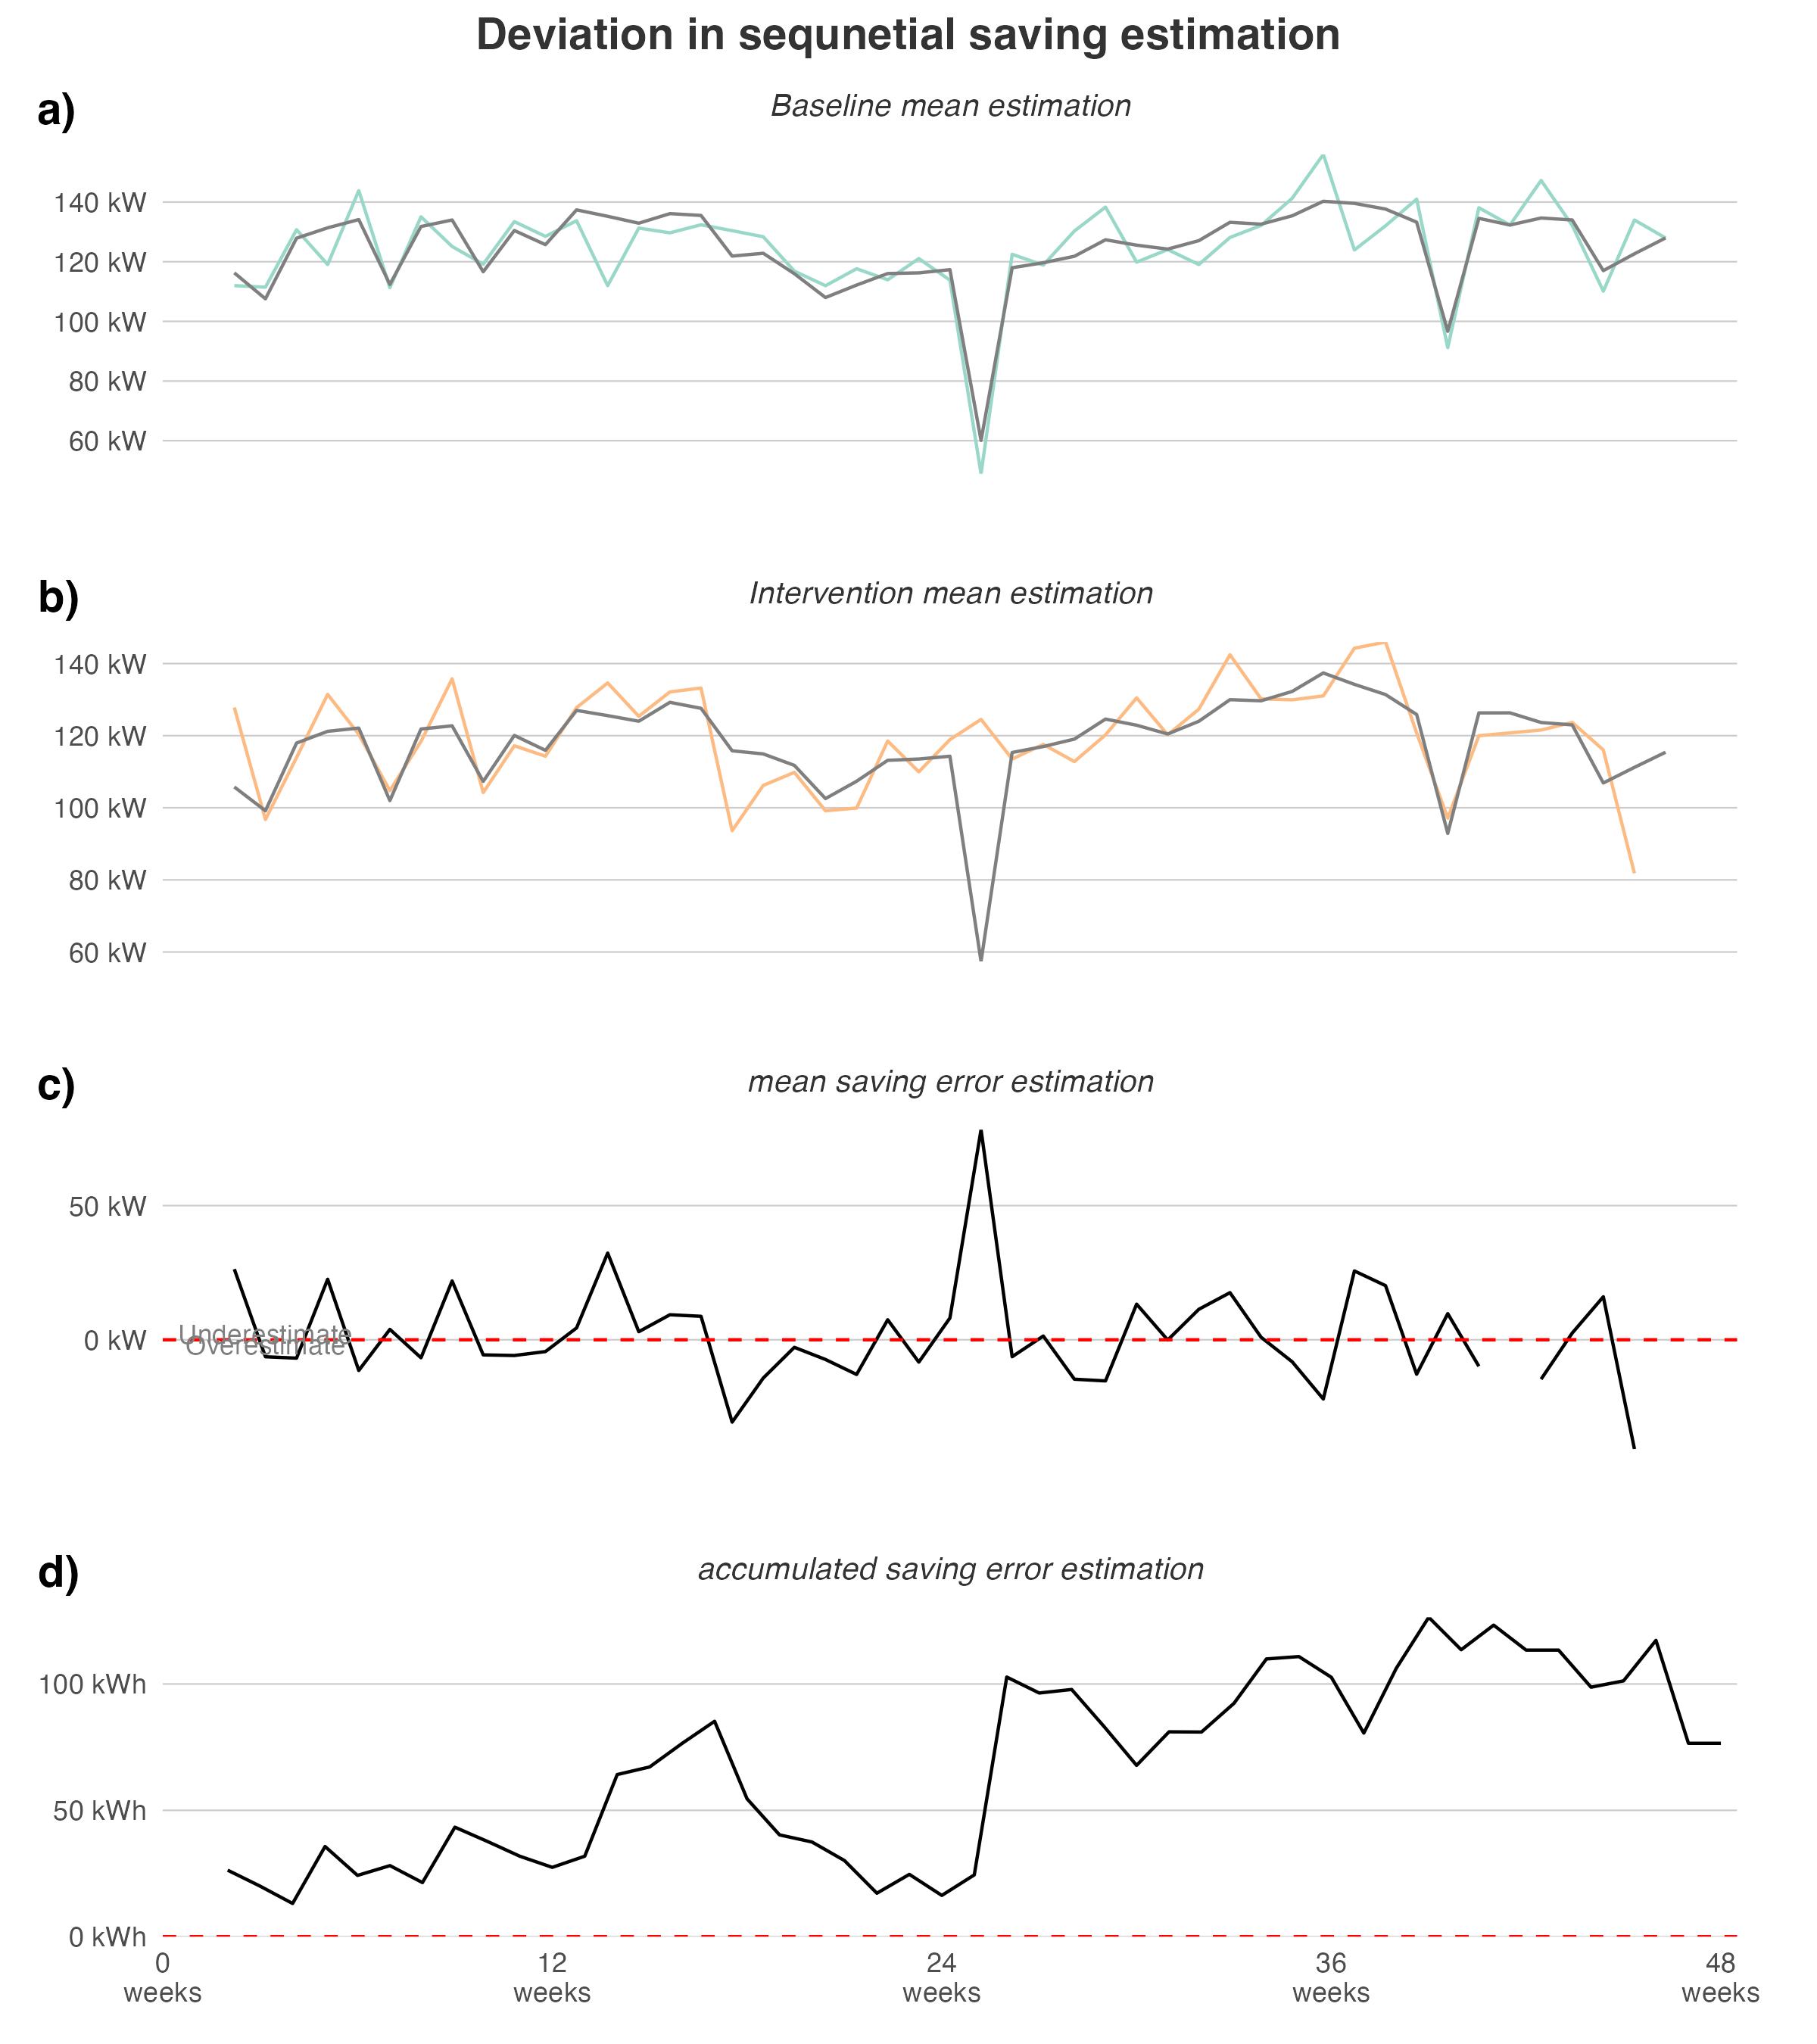 Deviation in sequnetial saving estimation
a)
Baseline mean estimation
140 kW
120 kW
100 kW
80 kW
60 kW
b)
Intervention mean estimation
140 kW
120 kW
100 kW
80 kW
60 kW
c)
mean saving error estimation
50 kW
0 kW
Underestimate
Overestimate
d)
accumulated saving error estimation
100 kWh
50 kWh
0 kWh
0 12 24 36 48
weeks weeks weeks weeks weeks